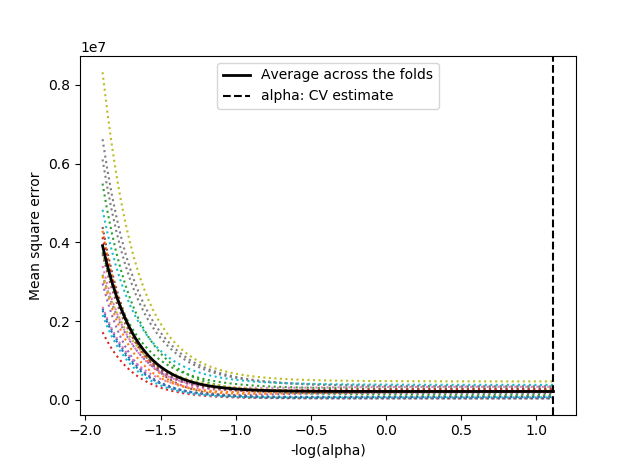 1e7
Average across the folds
alpha: CV estimate
0.8
0.6
0.4
0.2
0.0
Mean square error
−2.0 −1.5 −1.0 −0.5 0.0 0.5 1.0
-log(alpha)